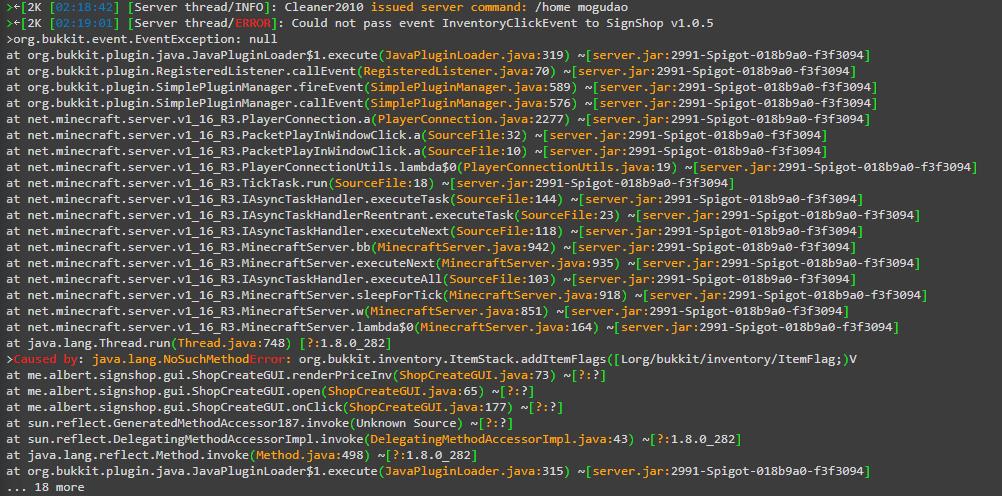 >←[2K [02:18:42] [Server thread/INFO]: Cleaner2010 issued server command: /home mogudao
>←[2K [02:19:01] [Server thread/ERROR]: Could not pass event InventoryClickEvent to SignShop v1.0.5
>org.bukkit.event.EventException: null
at org.bukkit.plugin.java.JavaPluginLoader$1.execute(JavaPluginLoader.java:319) ~[server.jar:2991-Spigot-018b9a0-f3f3094]
at org.bukkit.plugin.RegisteredListener.callEvent(RegisteredListener.java:70) ~[server.jar:2991-Spigot-018b9a0-f3f3094]
at org.bukkit.plugin.SimplePluginManager.fireEvent(SimplePluginManager.java:589) ~[server.jar:2991-Spigot-018b9a0-f3f3094]
at org.bukkit.plugin.SimplePluginManager.callEvent(SimplePluginManager.java:576) ~[server.jar:2991-Spigot-018b9a0-f3f3094]
at net.minecraft.server.v1_16_R3.PlayerConnection.a(PlayerConnection.java:2277) ~[server.jar:2991-Spigot-018b9a0-f3f3094]
at net.minecraft.server.v1_16_R3.PacketPlayInWindowClick.a(SourceFile:32) ~[server.jar:2991-Spigot-018b9a0-f3f3094]
at net.minecraft.server.v1_16_R3.PacketPlayInWindowClick.a(SourceFile:10) ~[server.jar:2991-Spigot-018b9a0-f3f3094]
at net.minecraft.server.v1_16_R3.PlayerConnectionUtils.lambda$0(PlayerConnectionUtils.java:19) ~[server.jar:2991-Spigot-018b9a0-f3f3094]
at net.minecraft.server.v1_16_R3.TickTask.run(SourceFile:18) ~[server.jar:2991-Spigot-018b9a0-f3f3094]
at net.minecraft.server.v1_16_R3.IAsyncTaskHandler.executeTask(SourceFile:144) ~[server.jar:2991-Spigot-018b9a0-f3f3094]
at net.minecraft.server.v1_16_R3.IAsyncTaskHandlerReentrant.executeTask(SourceFile:23) ~[server.jar:2991-Spigot-018b9a0-f3f3094]
at net.minecraft.server.v1_16_R3.IAsyncTaskHandler.executeNext(SourceFile:118) ~[server.jar:2991-Spigot-018b9a0-f3f3094]
at net.minecraft.server.v1_16_R3.MinecraftServer.bb(MinecraftServer.java:942) ~[server.jar:2991-Spigot-018b9a0-f3f3094]
at net.minecraft.server.v1_16_R3.MinecraftServer.executeNext(MinecraftServer.java:935) ~[server.jar:2991-Spigot-018b9a0-f3f3094]
at net.minecraft.server.v1_16_R3.IAsyncTaskHandler.executeAll(SourceFile:103) ~[server.jar:2991-Spigot-018b9a0-f3f3094]
at net.minecraft.server.v1_16_R3.MinecraftServer.sleepForTick(MinecraftServer.java:918) ~[server.jar:2991-Spigot-018b9a0-f3f3094]
at net.minecraft.server.v1_16_R3.MinecraftServer.w(MinecraftServer.java:851) ~[server.jar:2991-Spigot-018b9a0-f3f3094]
at net.minecraft.server.v1_16_R3.MinecraftServer.lambda$0(MinecraftServer.java:164) ~[server.jar:2991-Spigot-018b9a0-f3f3094]
at java.lang.Thread.run(Thread.java:748) [?:1.8.0_282]
>Caused by: java.lang.NoSuchMethodError: org.bukkit.inventory.ItemStack.addItemFlags([Lorg/bukkit/inventory/ItemFlag;)V
at me.albert.signshop.gui.ShopCreateGUI.renderPriceInv(ShopCreateGUI.java:73) ~[?:?]
at me.albert.signshop.gui.ShopCreateGUI.open(ShopCreateGUI.java:65) ~[?:?]
at me.albert.signshop.gui.ShopCreateGUI.onClick(ShopCreateGUI.java:177) ~[?:?]
at sun.reflect.GeneratedMethodAccessor187.invoke(Unknown Source) ~[?:?]
at sun.reflect.DelegatingMethodAccessorImpl.invoke(DelegatingMethodAccessorImpl.java:43) ~[?:1.8.0_282]
at java.lang.reflect.Method.invoke(Method.java:498) ~[?:1.8.0_282]
at org.bukkit.plugin.java.JavaPluginLoader$1.execute(JavaPluginLoader.java:315) ~[server.jar:2991-Spigot-018b9a0-f3f3094]
... 18 more